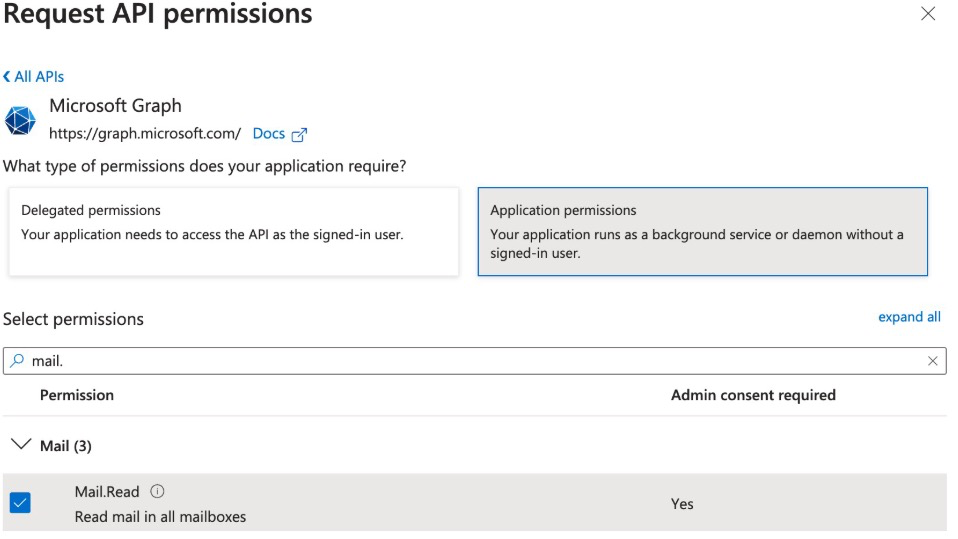 Request API permissions
All APIs
Microsoft Graph
https://graph.microsoft.com/ Docs
What type of permissions does your application require?
Delegated permissions
Your application needs to access the API as the signed-in user.
Application permissions
Your application runs as a background service or daemon without a
signed-in user.
Select permissions
expand all
mail.
Permission Admin consent required
Mail (3)
Mail.Read
Read mail in all mailboxes
Yes